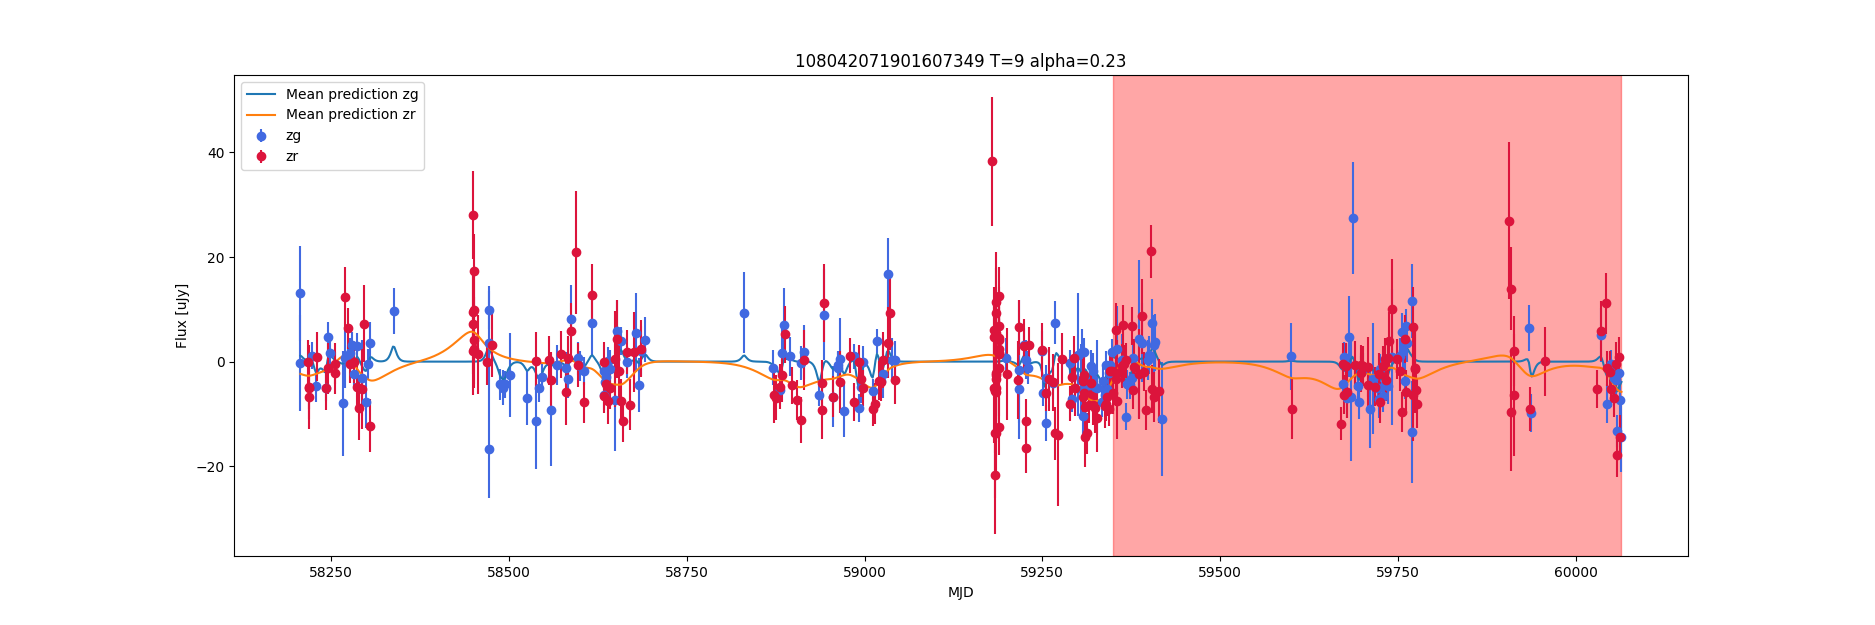 108042071901607349 T=9 alpha=0.23
Mean prediction zg
Mean prediction zr
zg
zr
Flux [uJy]
40
20
0
−20
58250 58500 58750 59000 59250 59500 59750 60000
MJD